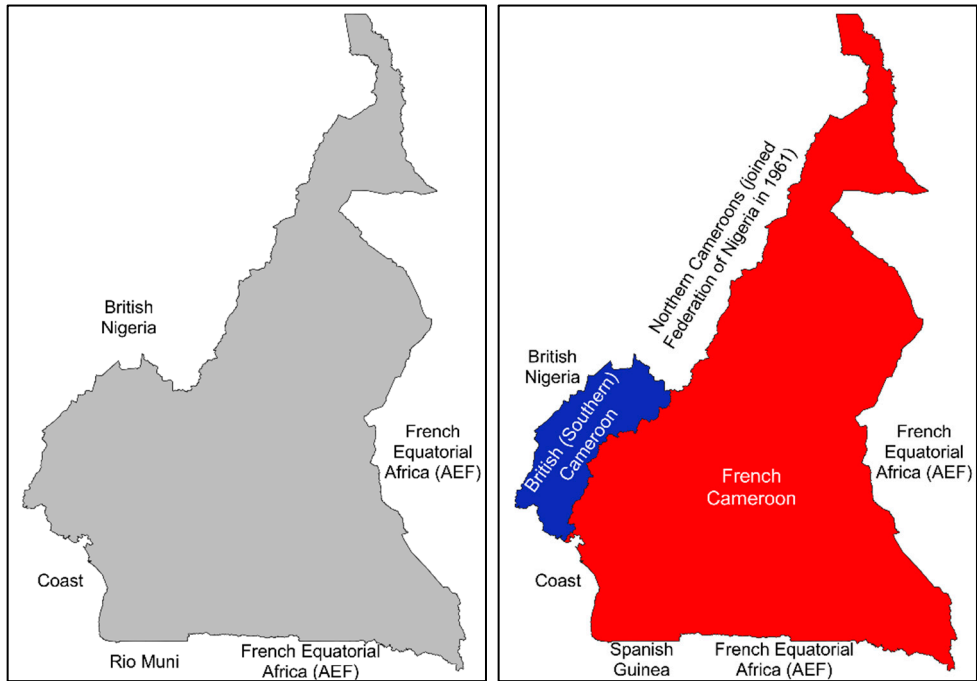 British
Nigeria
French
Equatorial
Africa (AEF)
Coast
Rio Muni
French Equatorial
Africa (AEF)
Northern Cameroons (joined
Federation of Nigeria in 1961)
British
Nigeria
British (Southern)
Cameroon
French
Cameroon
French
Equatorial
Africa (AEF)
Coast
Spanish
Guinea
French Equatorial
Africa (AEF)